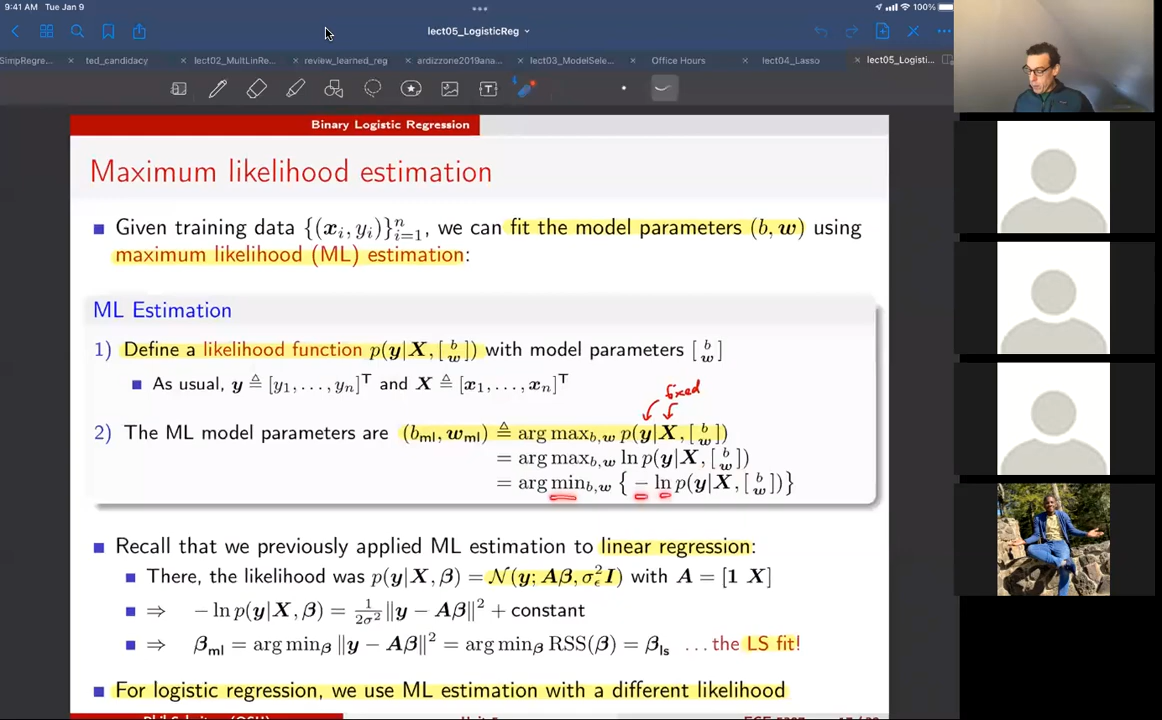 9:41 AM Tue Jan 9
100%
lect05_LogisticReg
SimpRegre...
ted_candidacy
lect02_MultLinRe...
review_learned_reg
ardizzone2019ana...
lect03_ModelSele...
Office Hours
lect04_Lasso
lect05_Logisti...
Binary Logistic Regression
Maximum likelihood estimation
Given training data {(xᵢ, yᵢ)}ⁿᵢ₌₁, we can fit the model parameters (b, w) using
maximum likelihood (ML) estimation:
ML Estimation
1) Define a likelihood function p(y|X, [b w]) with model parameters [b w]
As usual, y ≜ [y₁, . . . , yₙ]ᵀ and X ≜ [x₁, . . . , xₙ]ᵀ
fixed
2) The ML model parameters are (b_ml, w_ml) ≜ arg max_b,w p(y|X, [b w])
= arg max_b,w ln p(y|X, [b w])
= arg min_b,w { − ln p(y|X, [b w]) }
Recall that we previously applied ML estimation to linear regression:
There, the likelihood was p(y|X, β) = N(y; Aβ, σ_ϵ² I) with A = [1 X]
⇒ − ln p(y|X, β) = 1/2σ² ‖y − Aβ‖² + constant
⇒ β_ml = arg min_β ‖y − Aβ‖² = arg min_β RSS(β) = β_ls . . . the LS fit!
For logistic regression, we use ML estimation with a different likelihood